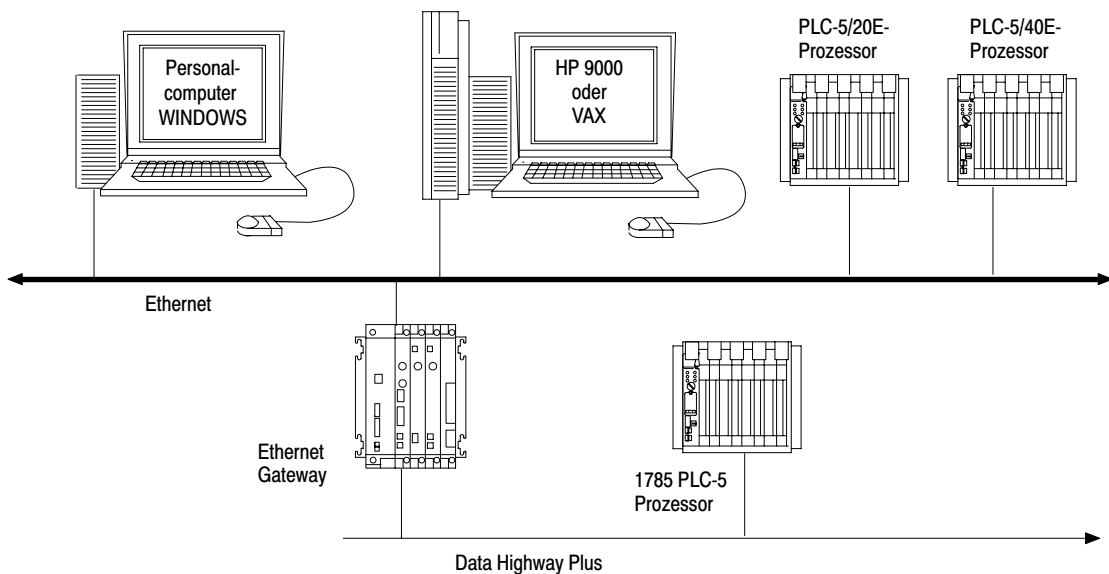 PLC-5/20E-
Prozessor
PLC-5/40E-
Prozessor
Personal-
computer
WINDOWS
HP 9000
oder
VAX
Ethernet
Ethernet
Gateway
1785 PLC-5
Prozessor
Data Highway Plus